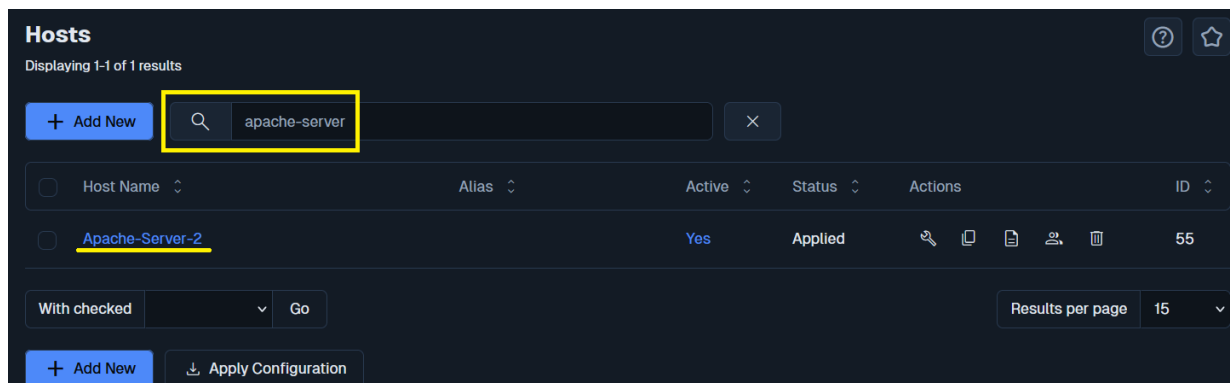 Hosts
Displaying 1-1 of 1 results
Add New apache-server
Host Name Alias Active Status Actions ID
Apache-Server-2 Yes Applied 55
With checked Go Results per page 15
Add New Apply Configuration